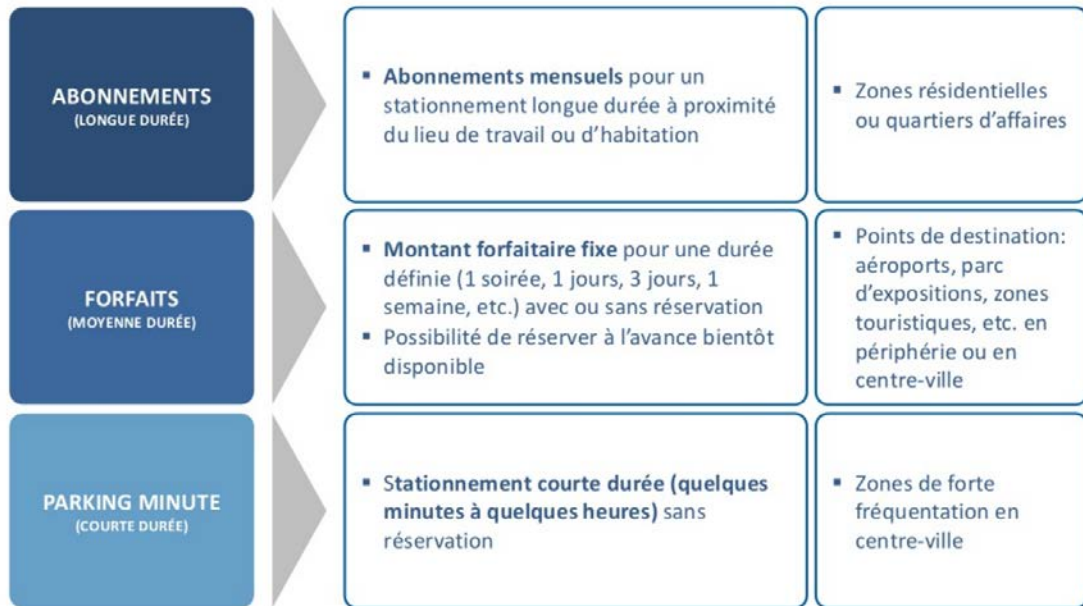 ABONNEMENTS
(LONGUE DURÉE)
▪ Abonnements mensuels pour un
stationnement longue durée à proximité
du lieu de travail ou d'habitation
▪ Zones résidentielles
ou quartiers d'affaires
FORFAITS
(MOYENNE DURÉE)
▪ Montant forfaitaire fixe pour une durée
définie (1 soirée, 1 jours, 3 jours, 1
semaine, etc.) avec ou sans réservation
▪ Possibilité de réserver à l'avance bientôt
disponible
▪ Points de destination:
aéroports, parc
d'expositions, zones
touristiques, etc. en
périphérie ou en
centre-ville
PARKING MINUTE
(COURTE DURÉE)
▪ Stationnement courte durée (quelques
minutes à quelques heures) sans
réservation
▪ Zones de forte
fréquentation en
centre-ville